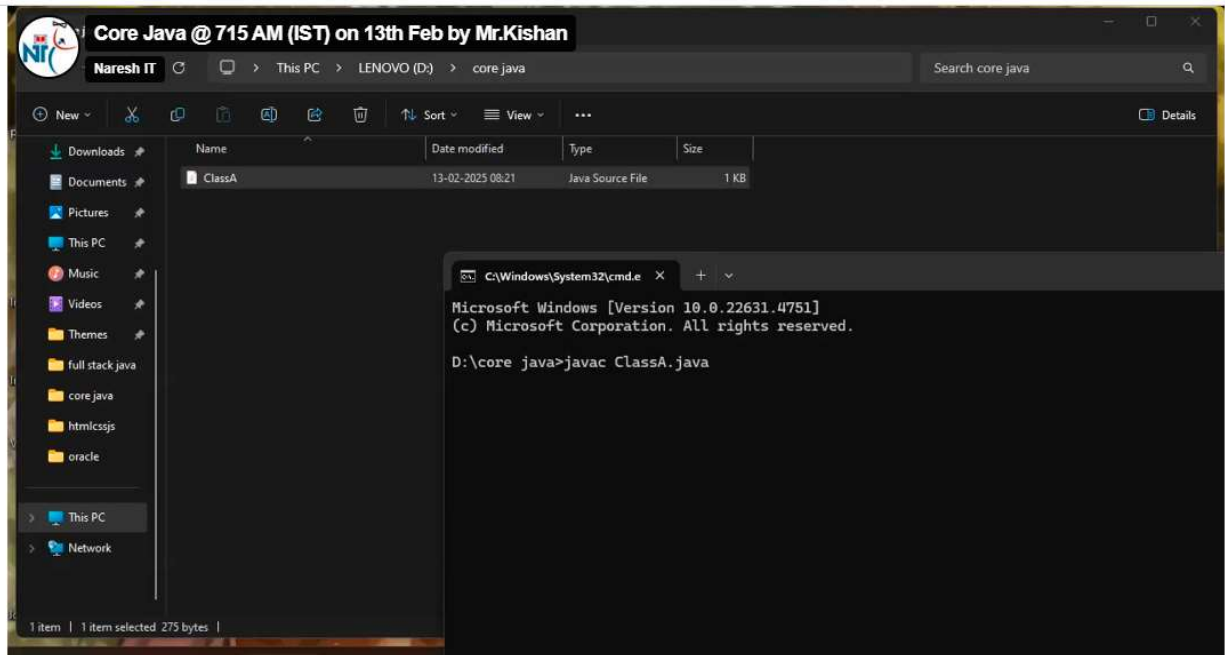 Core Java @ 715 AM (IST) on 13th Feb by Mr.Kishan
NIT
Naresh IT
This PC > LENOVO (D:) > core java
Search core java
New
Sort
View
...
Details
Downloads
Documents
Pictures
This PC
Music
Videos
Themes
full stack java
core java
htmlcssjs
oracle
This PC
Network
Name Date modified Type Size
ClassA 13-02-2025 08:21 Java Source File 1 KB
C:\Windows\System32\cmd.e
Microsoft Windows [Version 10.0.22631.4751]
(c) Microsoft Corporation. All rights reserved.
D:\core java>javac ClassA.java
1 item | 1 item selected 275 bytes |